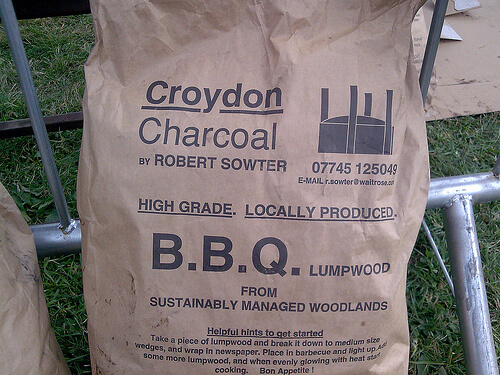 Croydon
Charcoal
BY ROBERT SOWTER
07745 125049
E-MAIL r.sowter@waitrose.com
HIGH GRADE. LOCALLY PRODUCED.
B.B.Q. LUMPWOOD
FROM
SUSTAINABLY MANAGED WOODLANDS
Helpful hints to get started
Take a piece of lumpwood and break it down to medium size
wedges, and wrap in newspaper. Place in barbecue and light up. Add
some more lumpwood, and when evenly glowing with heat start
cooking. Bon Appetite !